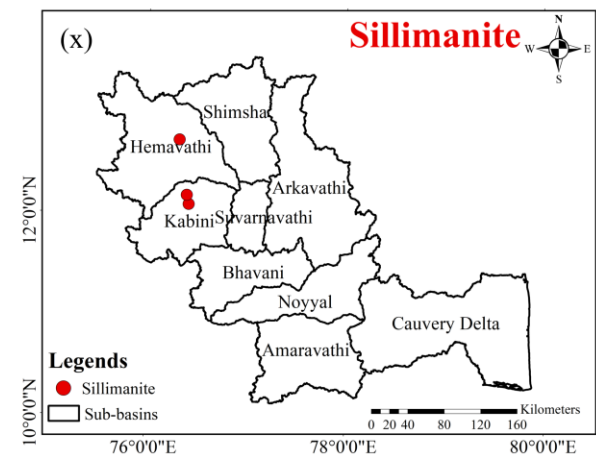 (x)
Sillimanite
N
W E
S
Shimsha
Hemavathi
Arkavathi
Kabini
Suvarnavathi
Bhavani
Noyyal
Cauvery Delta
Amaravathi
12°0'0"N
10°0'0"N
Legends
Sillimanite
Sub-basins
Kilometers
0 20 40 80 120 160
76°0'0"E 78°0'0"E 80°0'0"E